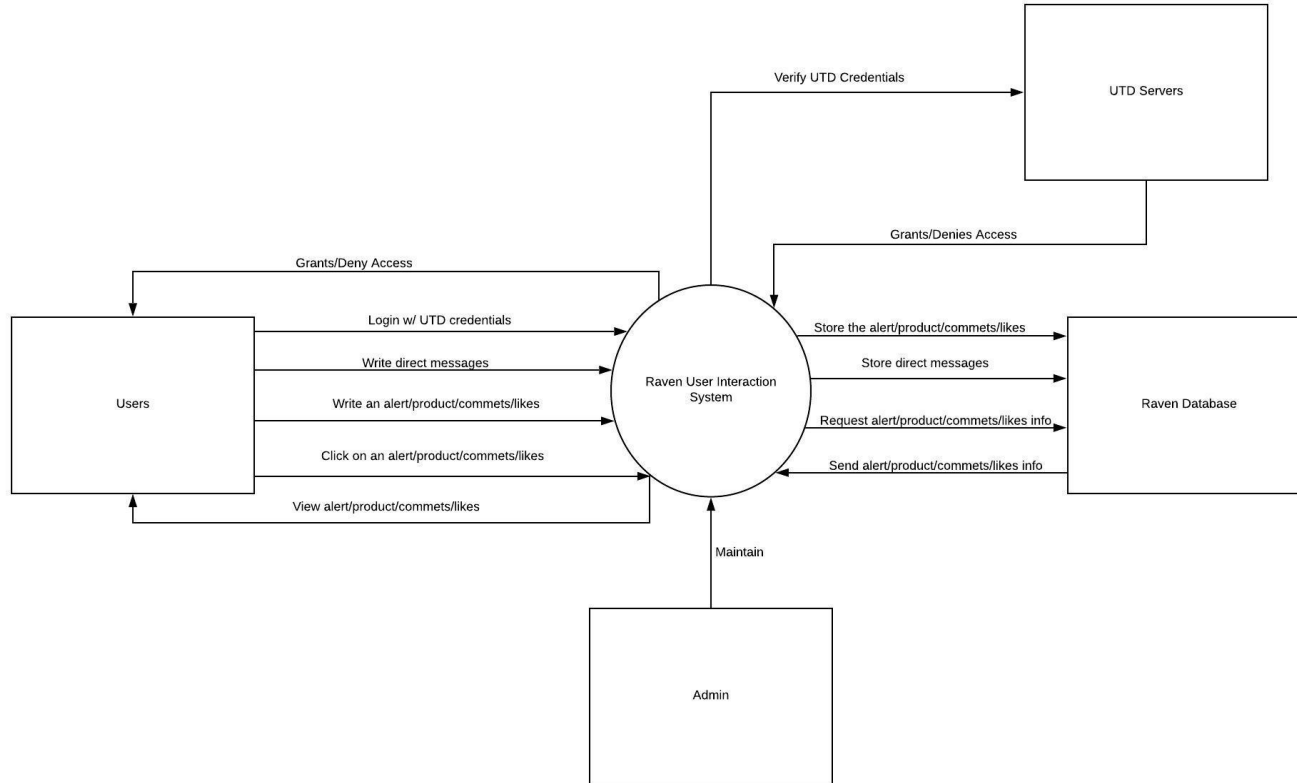 Verify UTD Credentials
UTD Servers
Grants/Denies Access
Grants/Deny Access
Login w/ UTD credentials
Write direct messages
Write an alert/product/commets/likes
Click on an alert/product/commets/likes
View alert/product/commets/likes
Users
Raven User Interaction
System
Store the alert/product/commets/likes
Store direct messages
Request alert/product/commets/likes info
Send alert/product/commets/likes info
Raven Database
Maintain
Admin